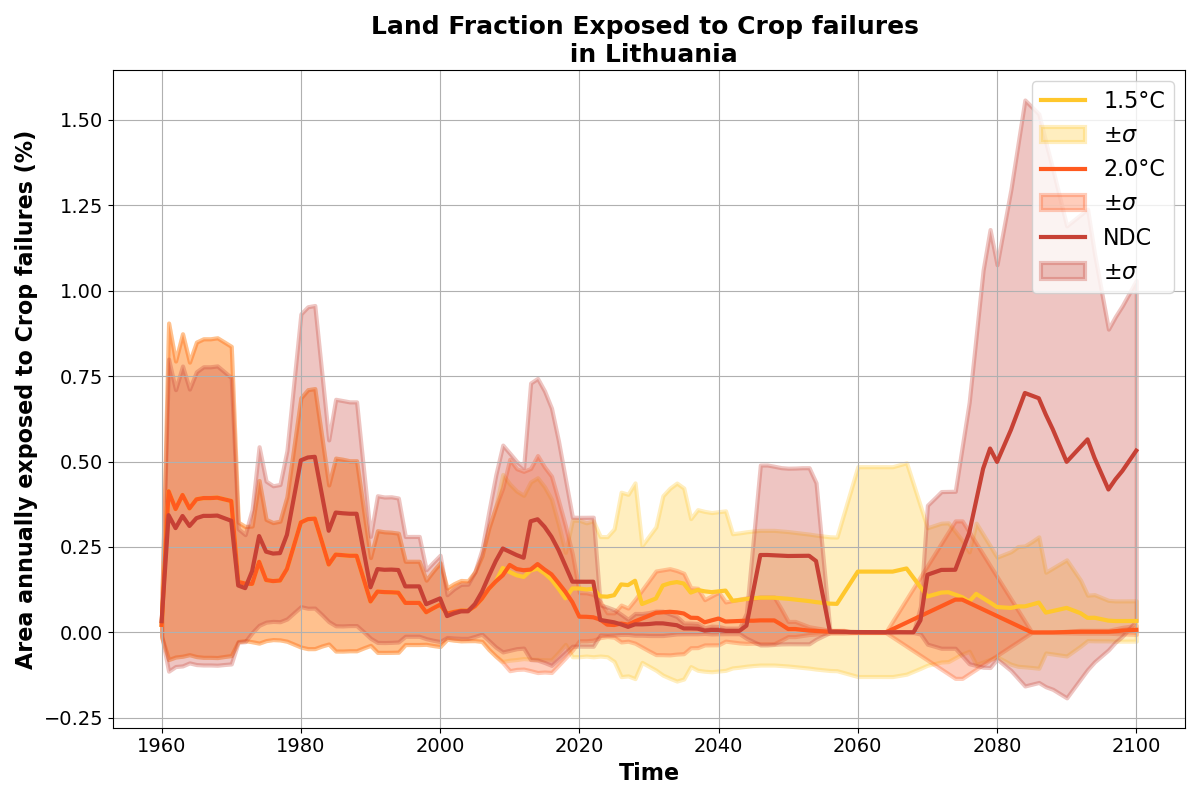 Land Fraction Exposed to Crop failures
in Lithuania
Area annually exposed to Crop failures (%)
1.50
1.25
1.00
0.75
0.50
0.25
0.00
−0.25
1.5°C
±σ
2.0°C
±σ
NDC
±σ
1960
1980
2000
2020
2040
2060
2080
2100
Time